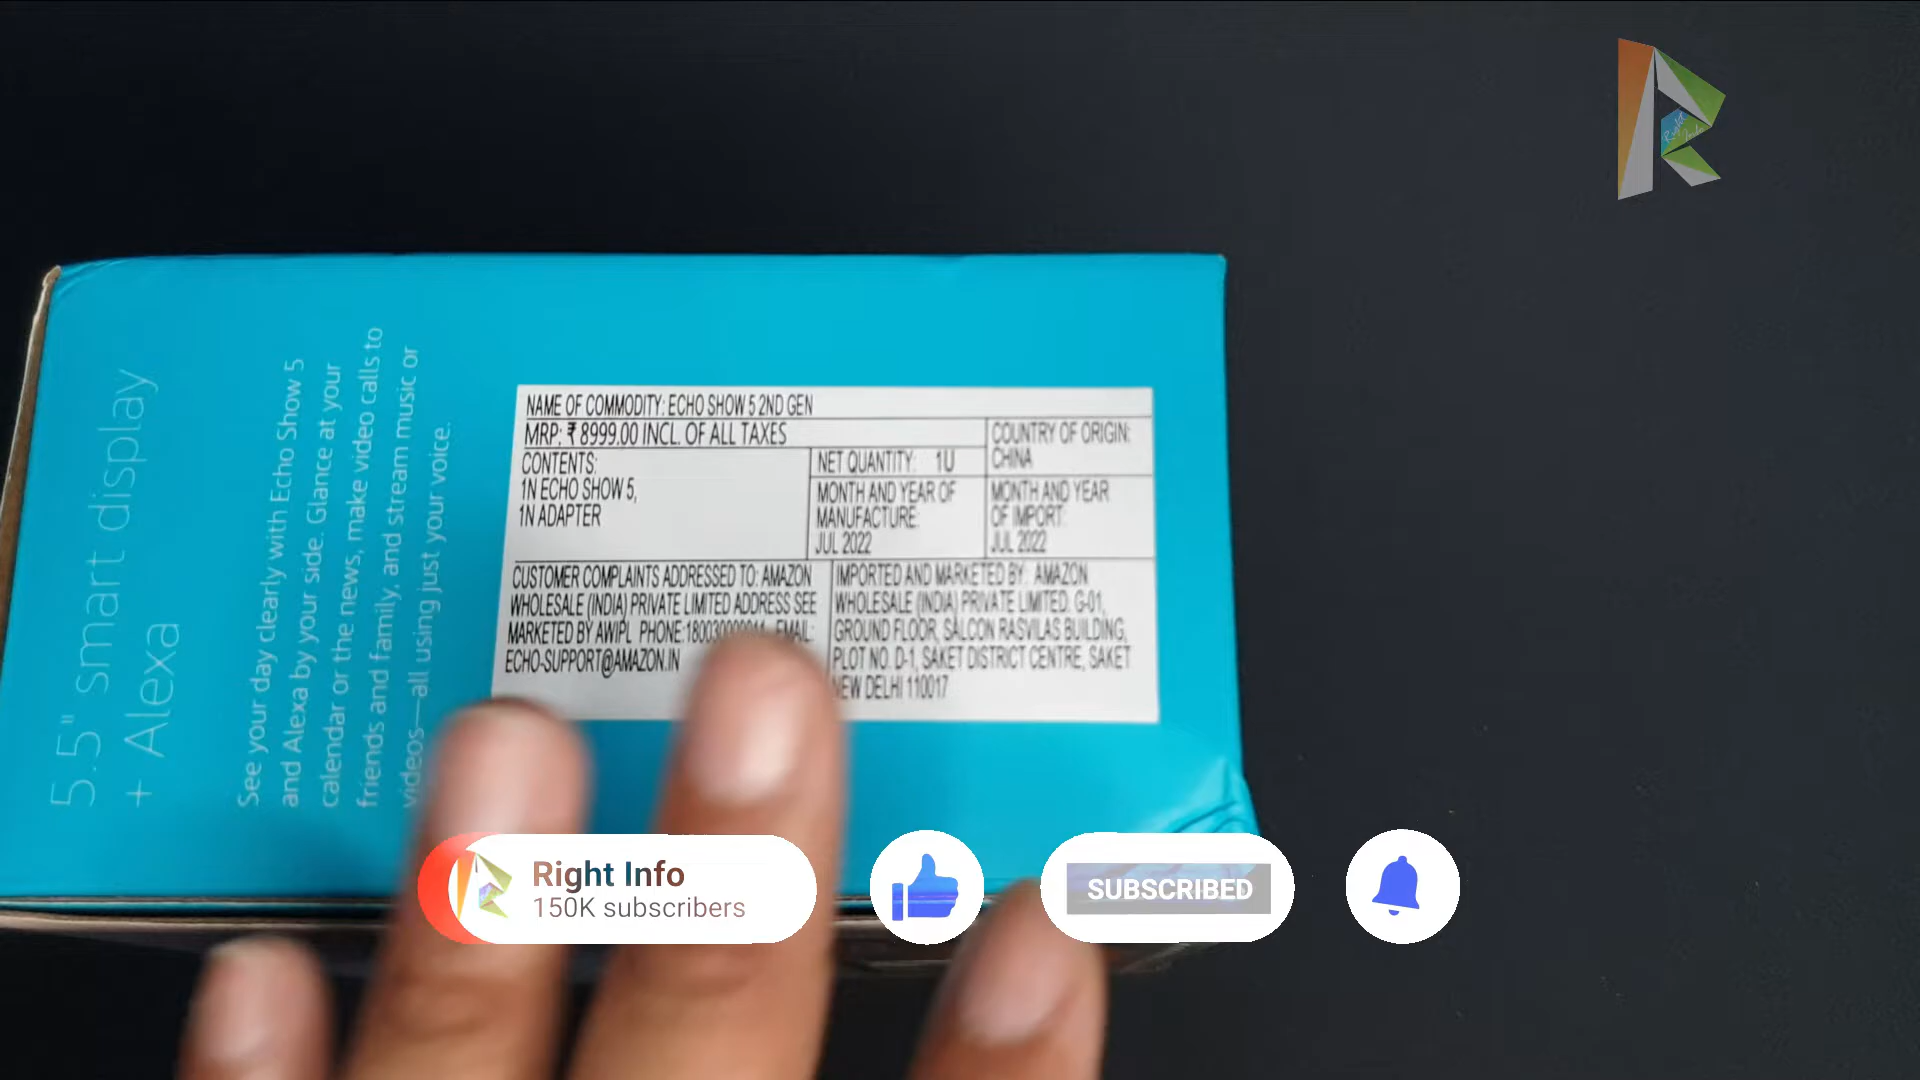 5.5" smart display
+ Alexa
See your day clearly with Echo Show 5
and Alexa by your side. Glance at your
calendar or the news, make video calls to
friends and family, and stream music or
videos—all using just your voice.
NAME OF COMMODITY: ECHO SHOW 5 2ND GEN
MRP: ₹ 8999.00 INCL. OF ALL TAXES
COUNTRY OF ORIGIN:
CHINA
CONTENTS:
1N ECHO SHOW 5,
1N ADAPTER
NET QUANTITY: 1U
MONTH AND YEAR OF
MANUFACTURE:
JUL 2022
MONTH AND YEAR
OF IMPORT:
JUL 2022
CUSTOMER COMPLAINTS ADDRESSED TO: AMAZON
WHOLESALE (INDIA) PRIVATE LIMITED ADDRESS SEE
MARKETED BY AWIPL PHONE: EMAIL:
ECHO-SUPPORT@AMAZON.IN
IMPORTED AND MARKETED BY: AMAZON
WHOLESALE (INDIA) PRIVATE LIMITED. G-01,
GROUND FLOOR, SALCON RASVILAS BUILDING,
PLOT NO. D-1, SAKET DISTRICT CENTRE, SAKET
NEW DELHI 110017
Right Info
150K subscribers
SUBSCRIBED